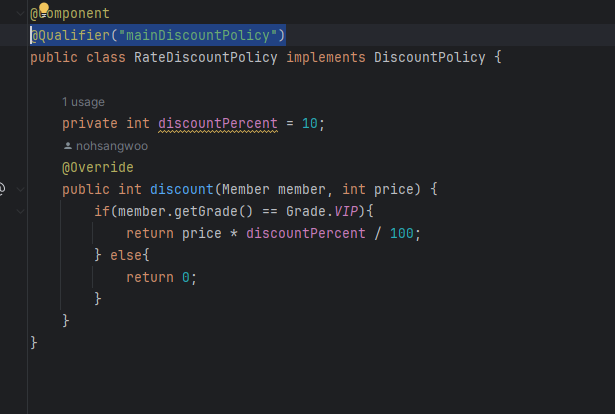 @Component
@Qualifier("mainDiscountPolicy")
public class RateDiscountPolicy implements DiscountPolicy {
1 usage
private int discountPercent = 10;
nohsangwoo
@Override
public int discount(Member member, int price) {
if(member.getGrade() == Grade.VIP){
return price * discountPercent / 100;
} else{
return 0;
}
}
}